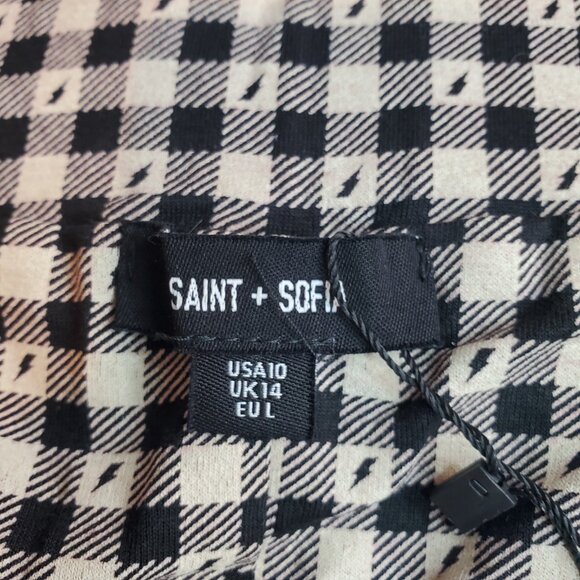 SAINT + SOFIA
USA10
UK14
EU L